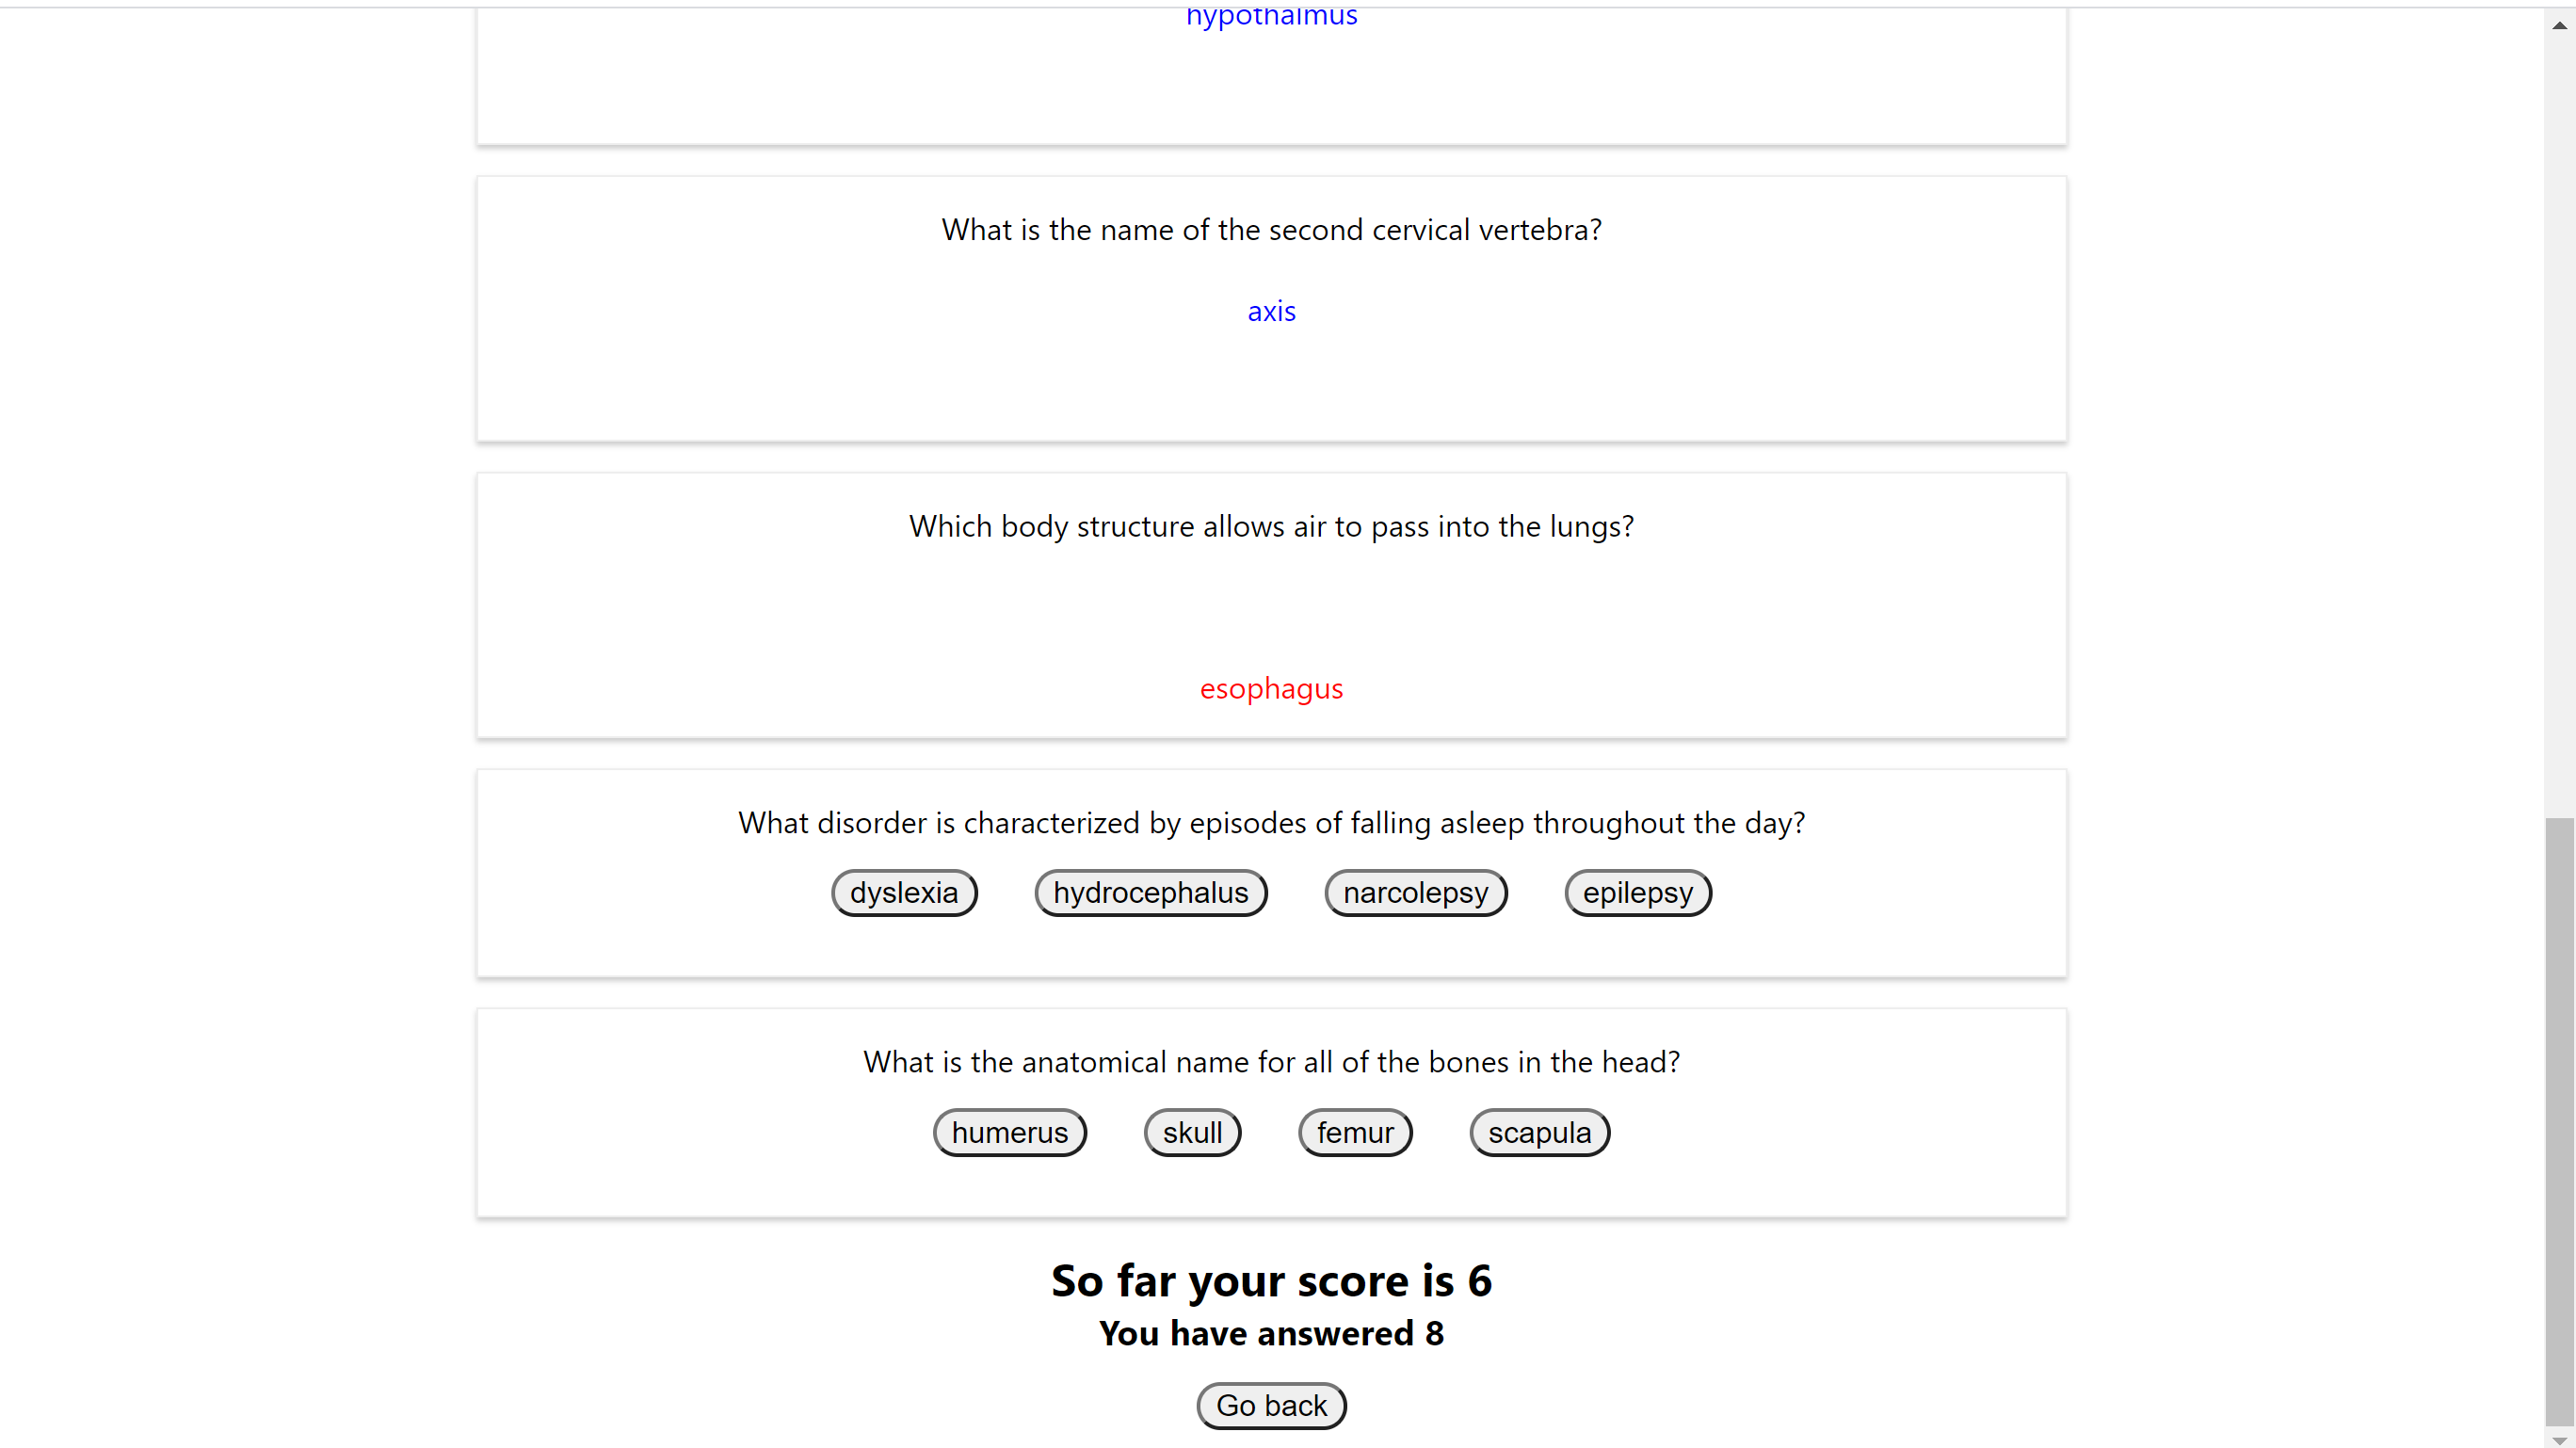 hypothalmus
What is the name of the second cervical vertebra?
axis
Which body structure allows air to pass into the lungs?
esophagus
What disorder is characterized by episodes of falling asleep throughout the day?
dyslexia hydrocephalus narcolepsy epilepsy
What is the anatomical name for all of the bones in the head?
humerus skull femur scapula
So far your score is 6
You have answered 8
Go back